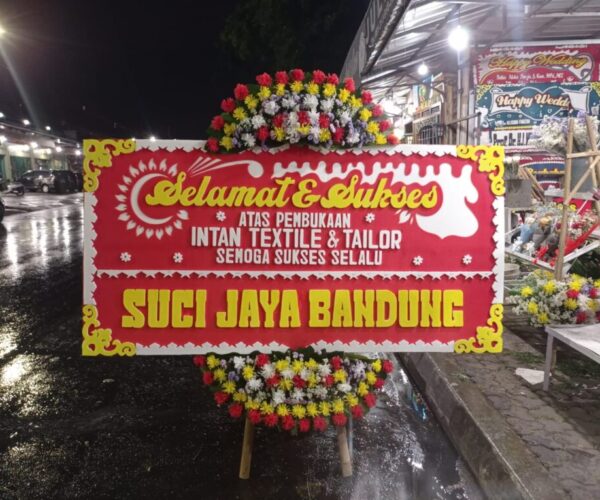 Selamat & Sukses
ATAS PEMBUKAAN
INTAN TEXTILE & TAILOR
SEMOGA SUKSES SELALU
SUCI JAYA BANDUNG
Happy Wedding
Happy Wedd